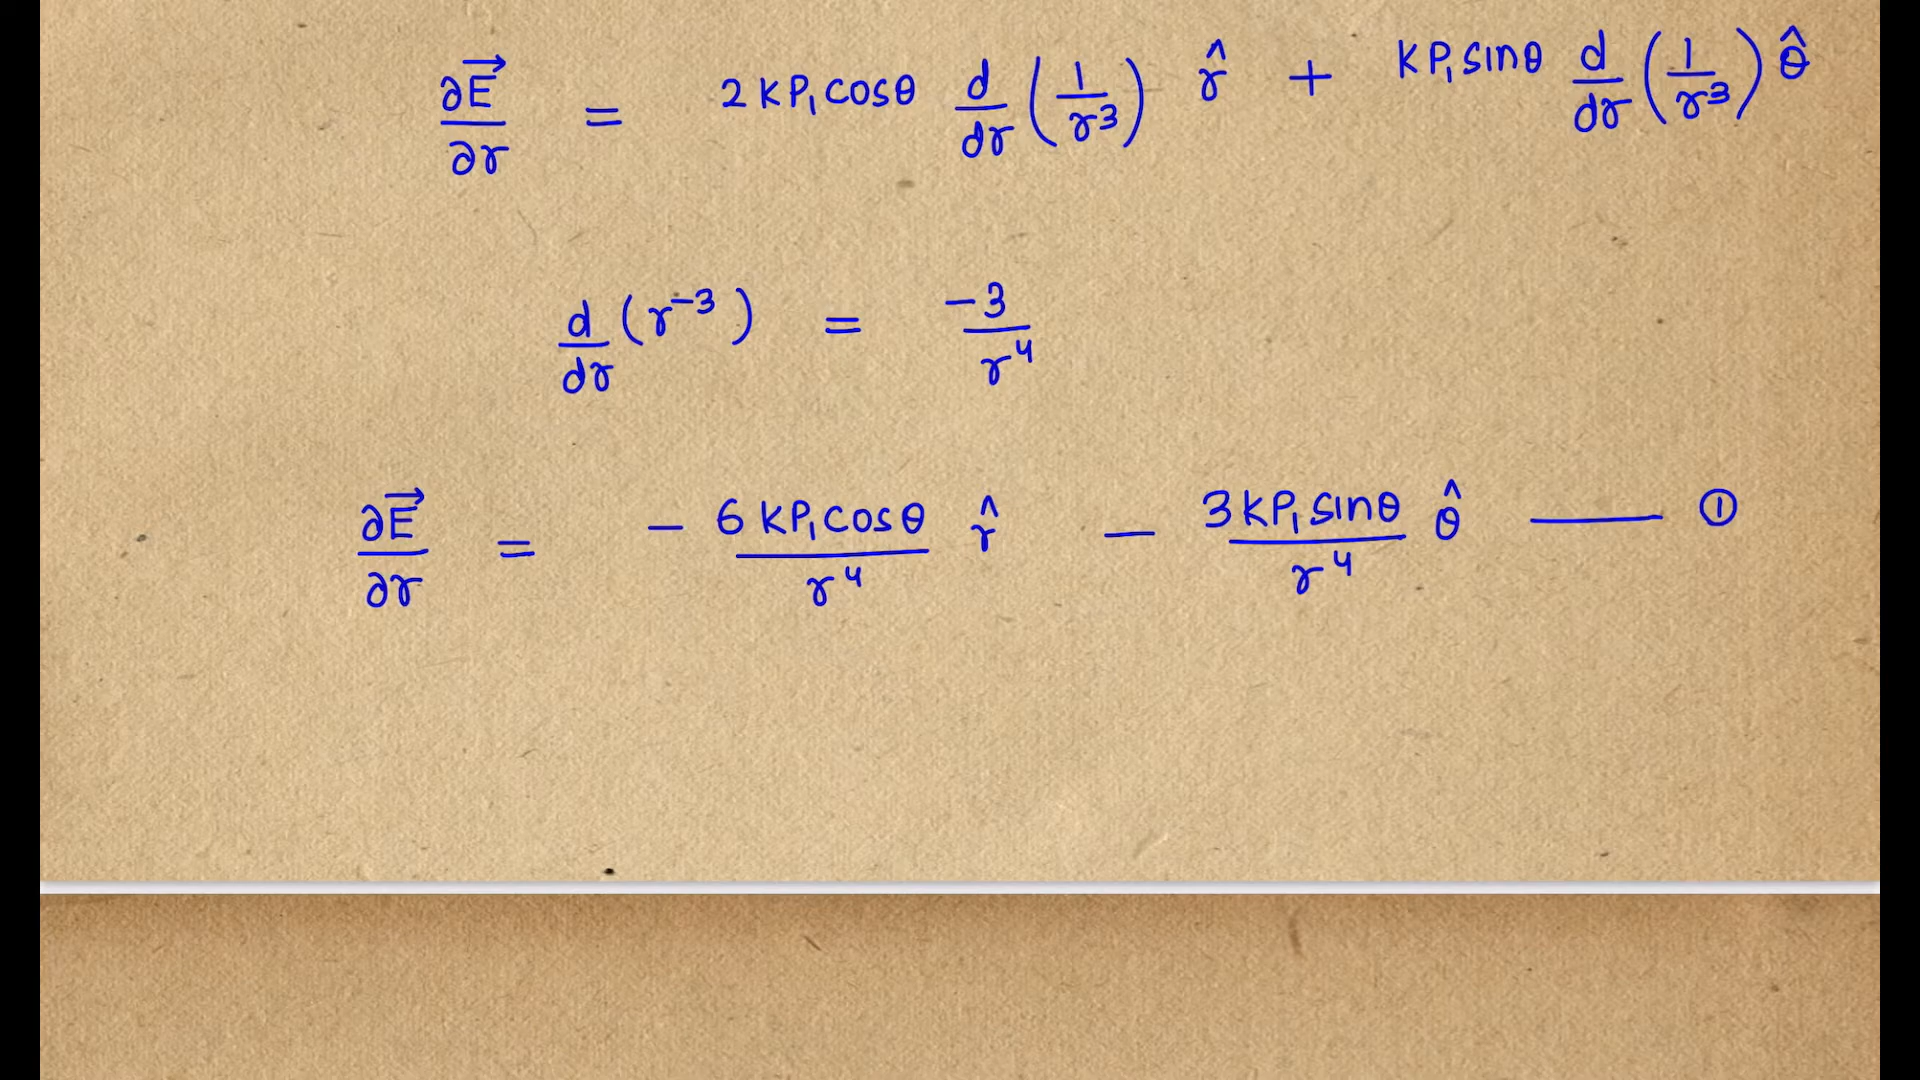 ∂E⃗/∂r = 2KP₁cosθ d/dr (1/r³) r̂ + KP₁sinθ d/dr (1/r³) θ̂
d/dr (r⁻³) = -3/r⁴
∂E⃗/∂r = - 6KP₁cosθ/r⁴ r̂ - 3KP₁sinθ/r⁴ θ̂ —— ①